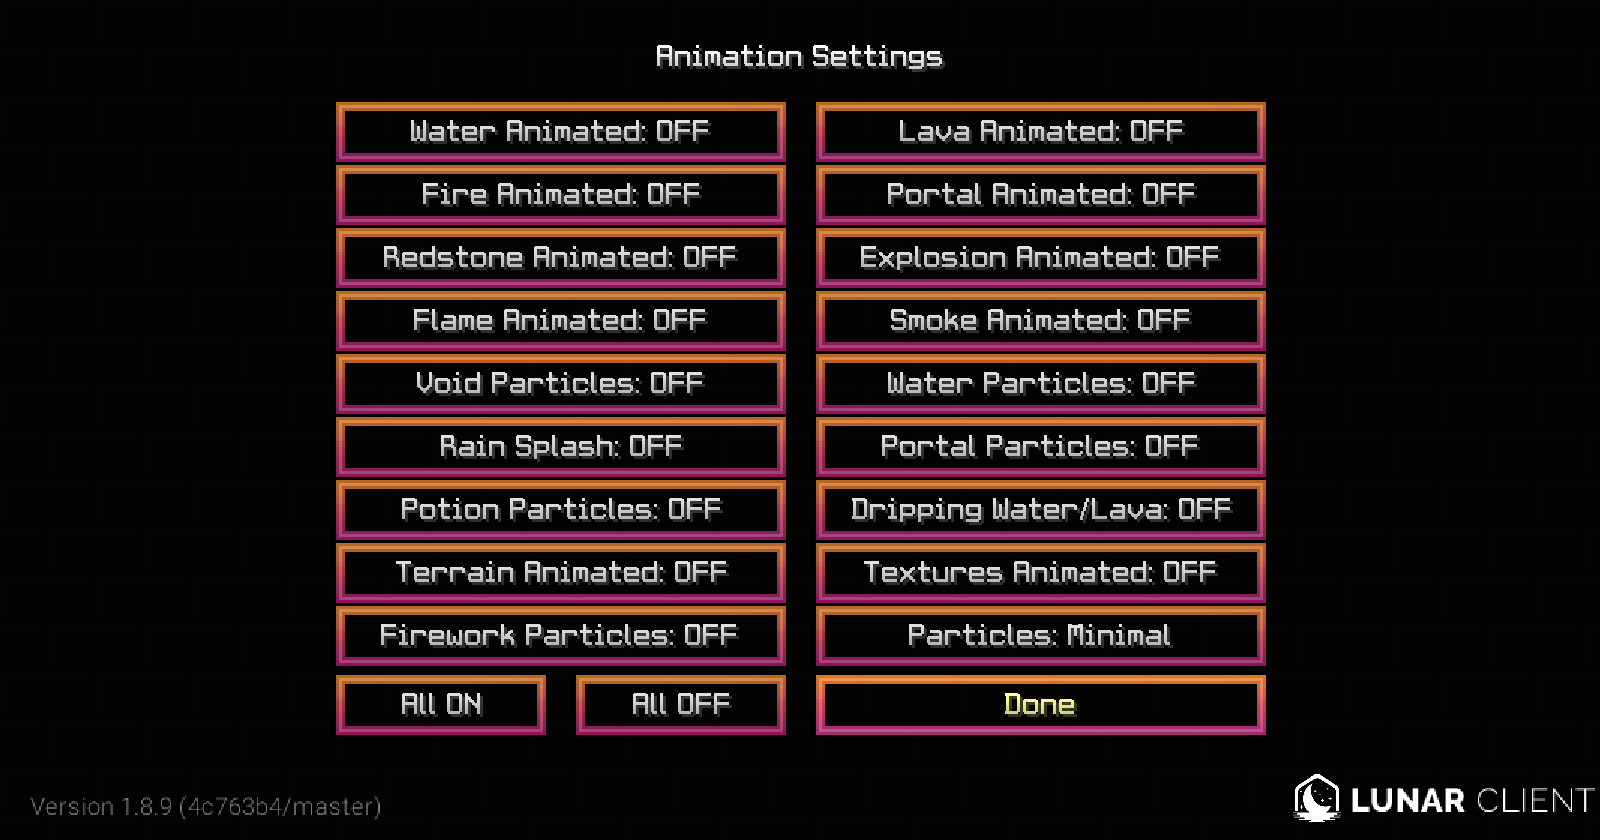 Animation Settings
Water Animated: OFF
Lava Animated: OFF
Fire Animated: OFF
Portal Animated: OFF
Redstone Animated: OFF
Explosion Animated: OFF
Flame Animated: OFF
Smoke Animated: OFF
Void Particles: OFF
Water Particles: OFF
Rain Splash: OFF
Portal Particles: OFF
Potion Particles: OFF
Dripping Water/Lava: OFF
Terrain Animated: OFF
Textures Animated: OFF
Firework Particles: OFF
Particles: Minimal
All ON
All OFF
Done
Version 1.8.9 (4c763b4/master)
LUNAR CLIENT